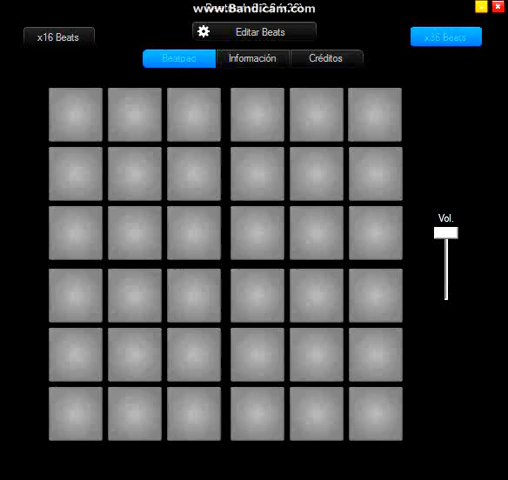 www.Bandicam.com
x16 Beats
Editar Beats
x36 Beats
Beatpad
Información
Créditos
Vol.